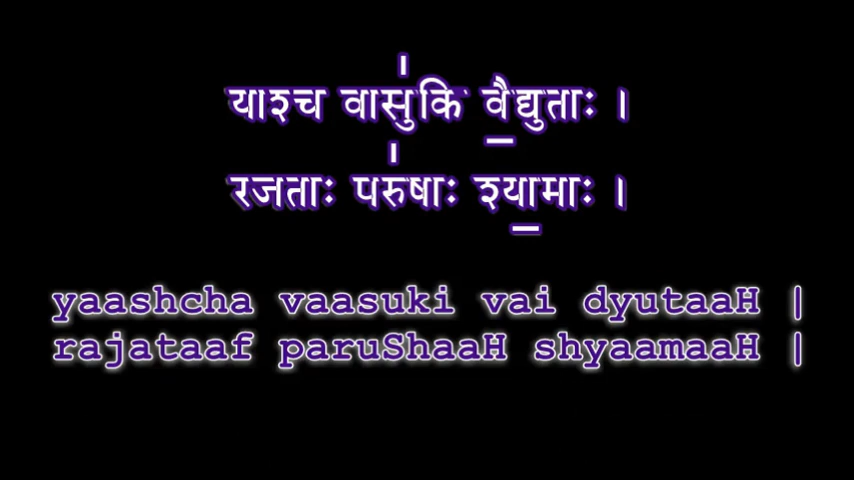 याश्च वासु॑कि वै॒द्युताः ।
रजताः परु॑षाः श्या॒माः ।
yaashcha vaasuki vai dyutaaH |
rajataaf paruShaaH shyaamaaH |